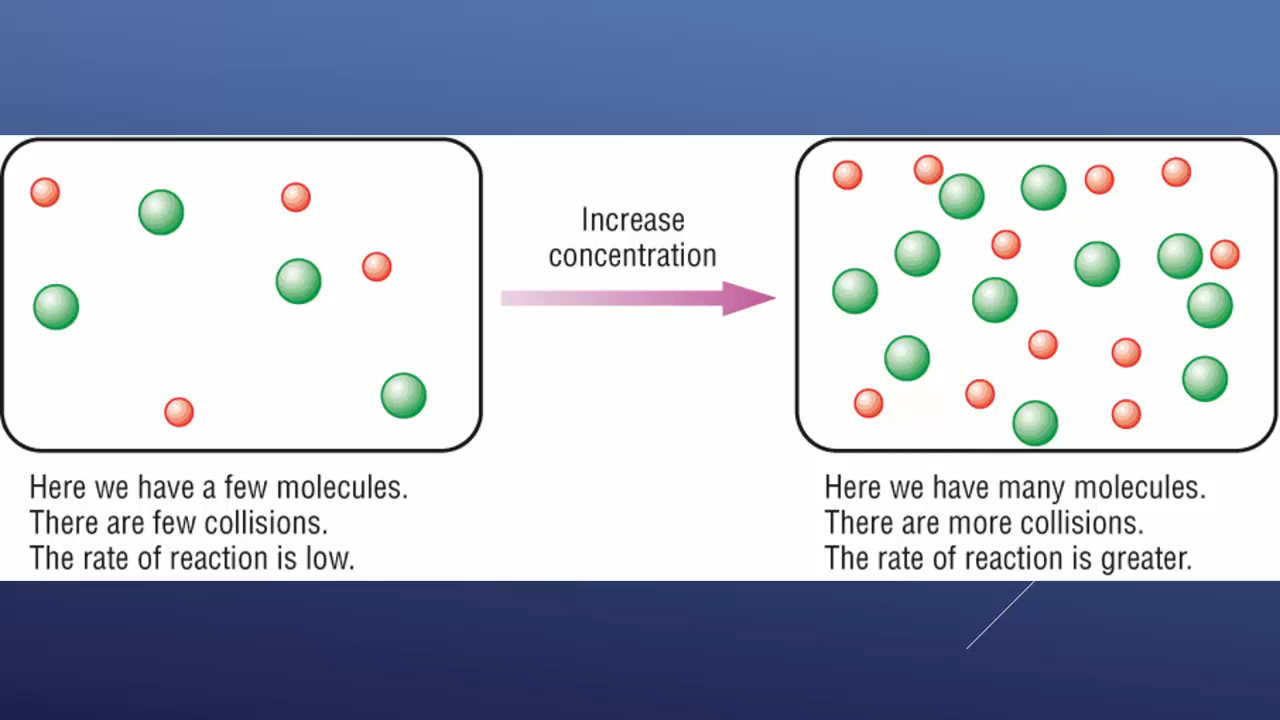 Increase
concentration
Here we have a few molecules.
There are few collisions.
The rate of reaction is low.
Here we have many molecules.
There are more collisions.
The rate of reaction is greater.